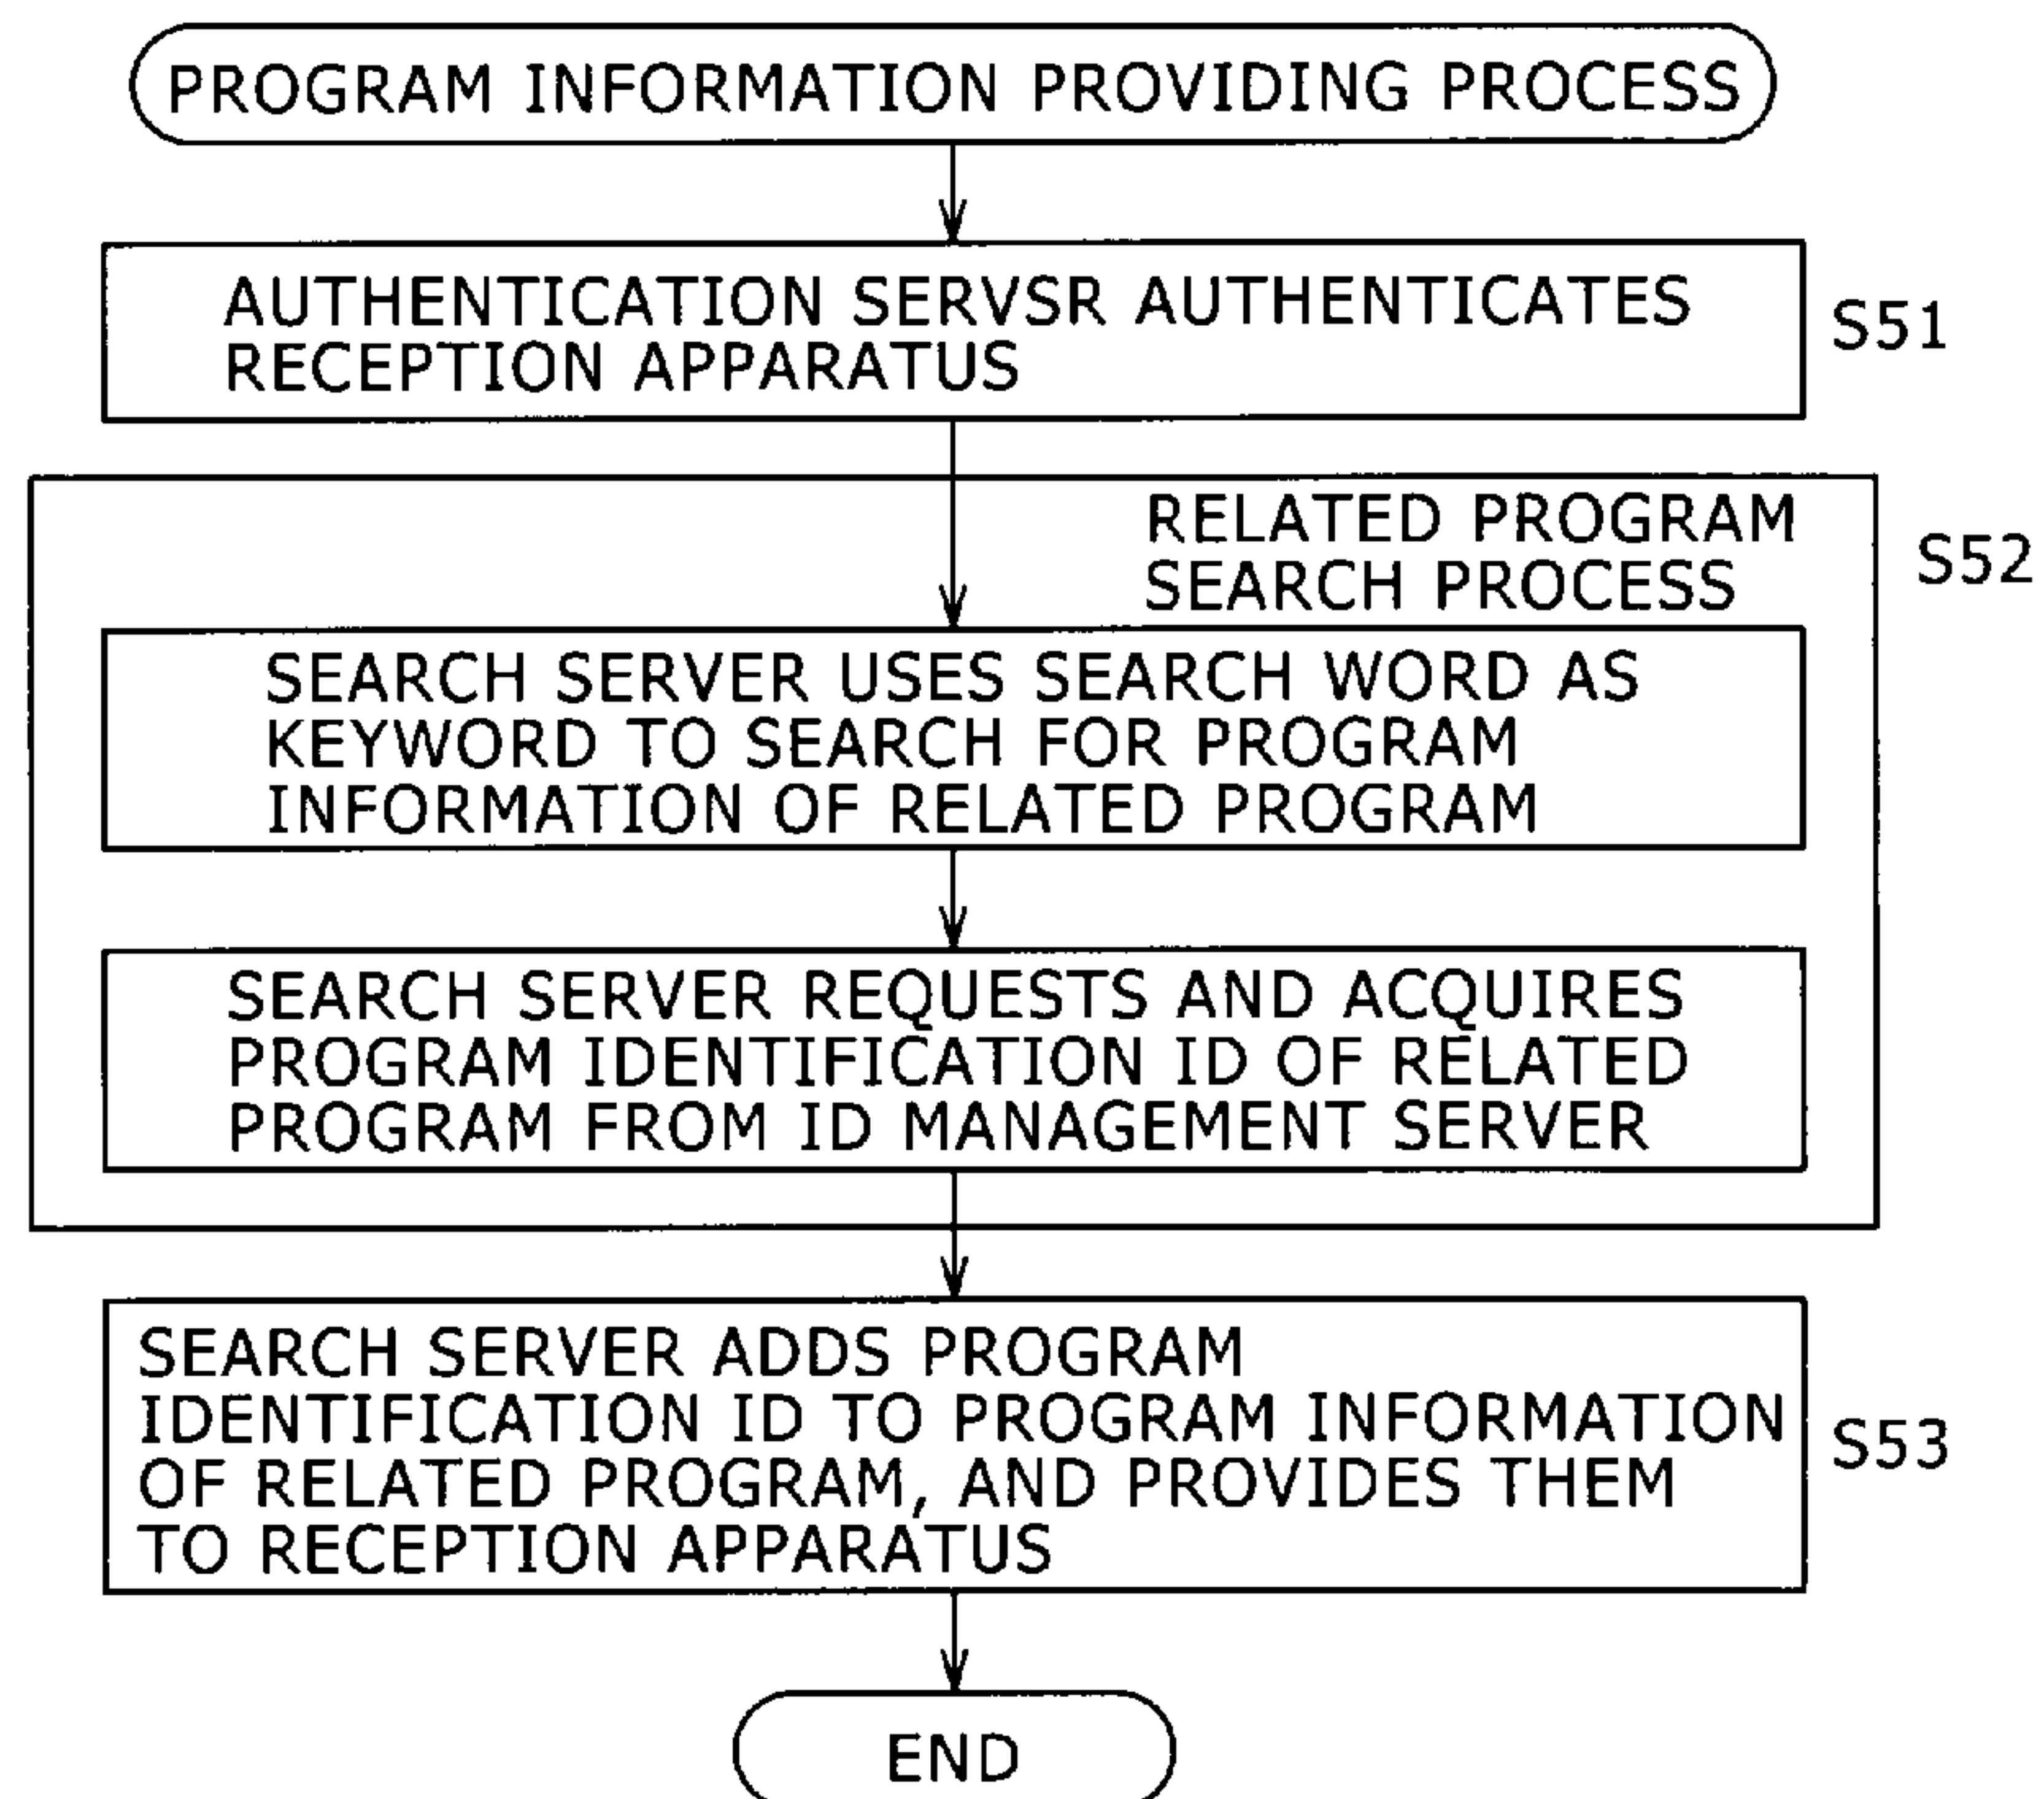 PROGRAM INFORMATION PROVIDING PROCESS
AUTHENTICATION SERVSR AUTHENTICATES
RECEPTION APPARATUS
S51
RELATED PROGRAM
SEARCH PROCESS
S52
SEARCH SERVER USES SEARCH WORD AS
KEYWORD TO SEARCH FOR PROGRAM
INFORMATION OF RELATED PROGRAM
SEARCH SERVER REQUESTS AND ACQUIRES
PROGRAM IDENTIFICATION ID OF RELATED
PROGRAM FROM ID MANAGEMENT SERVER
SEARCH SERVER ADDS PROGRAM
IDENTIFICATION ID TO PROGRAM INFORMATION
OF RELATED PROGRAM, AND PROVIDES THEM
TO RECEPTION APPARATUS
S53
END